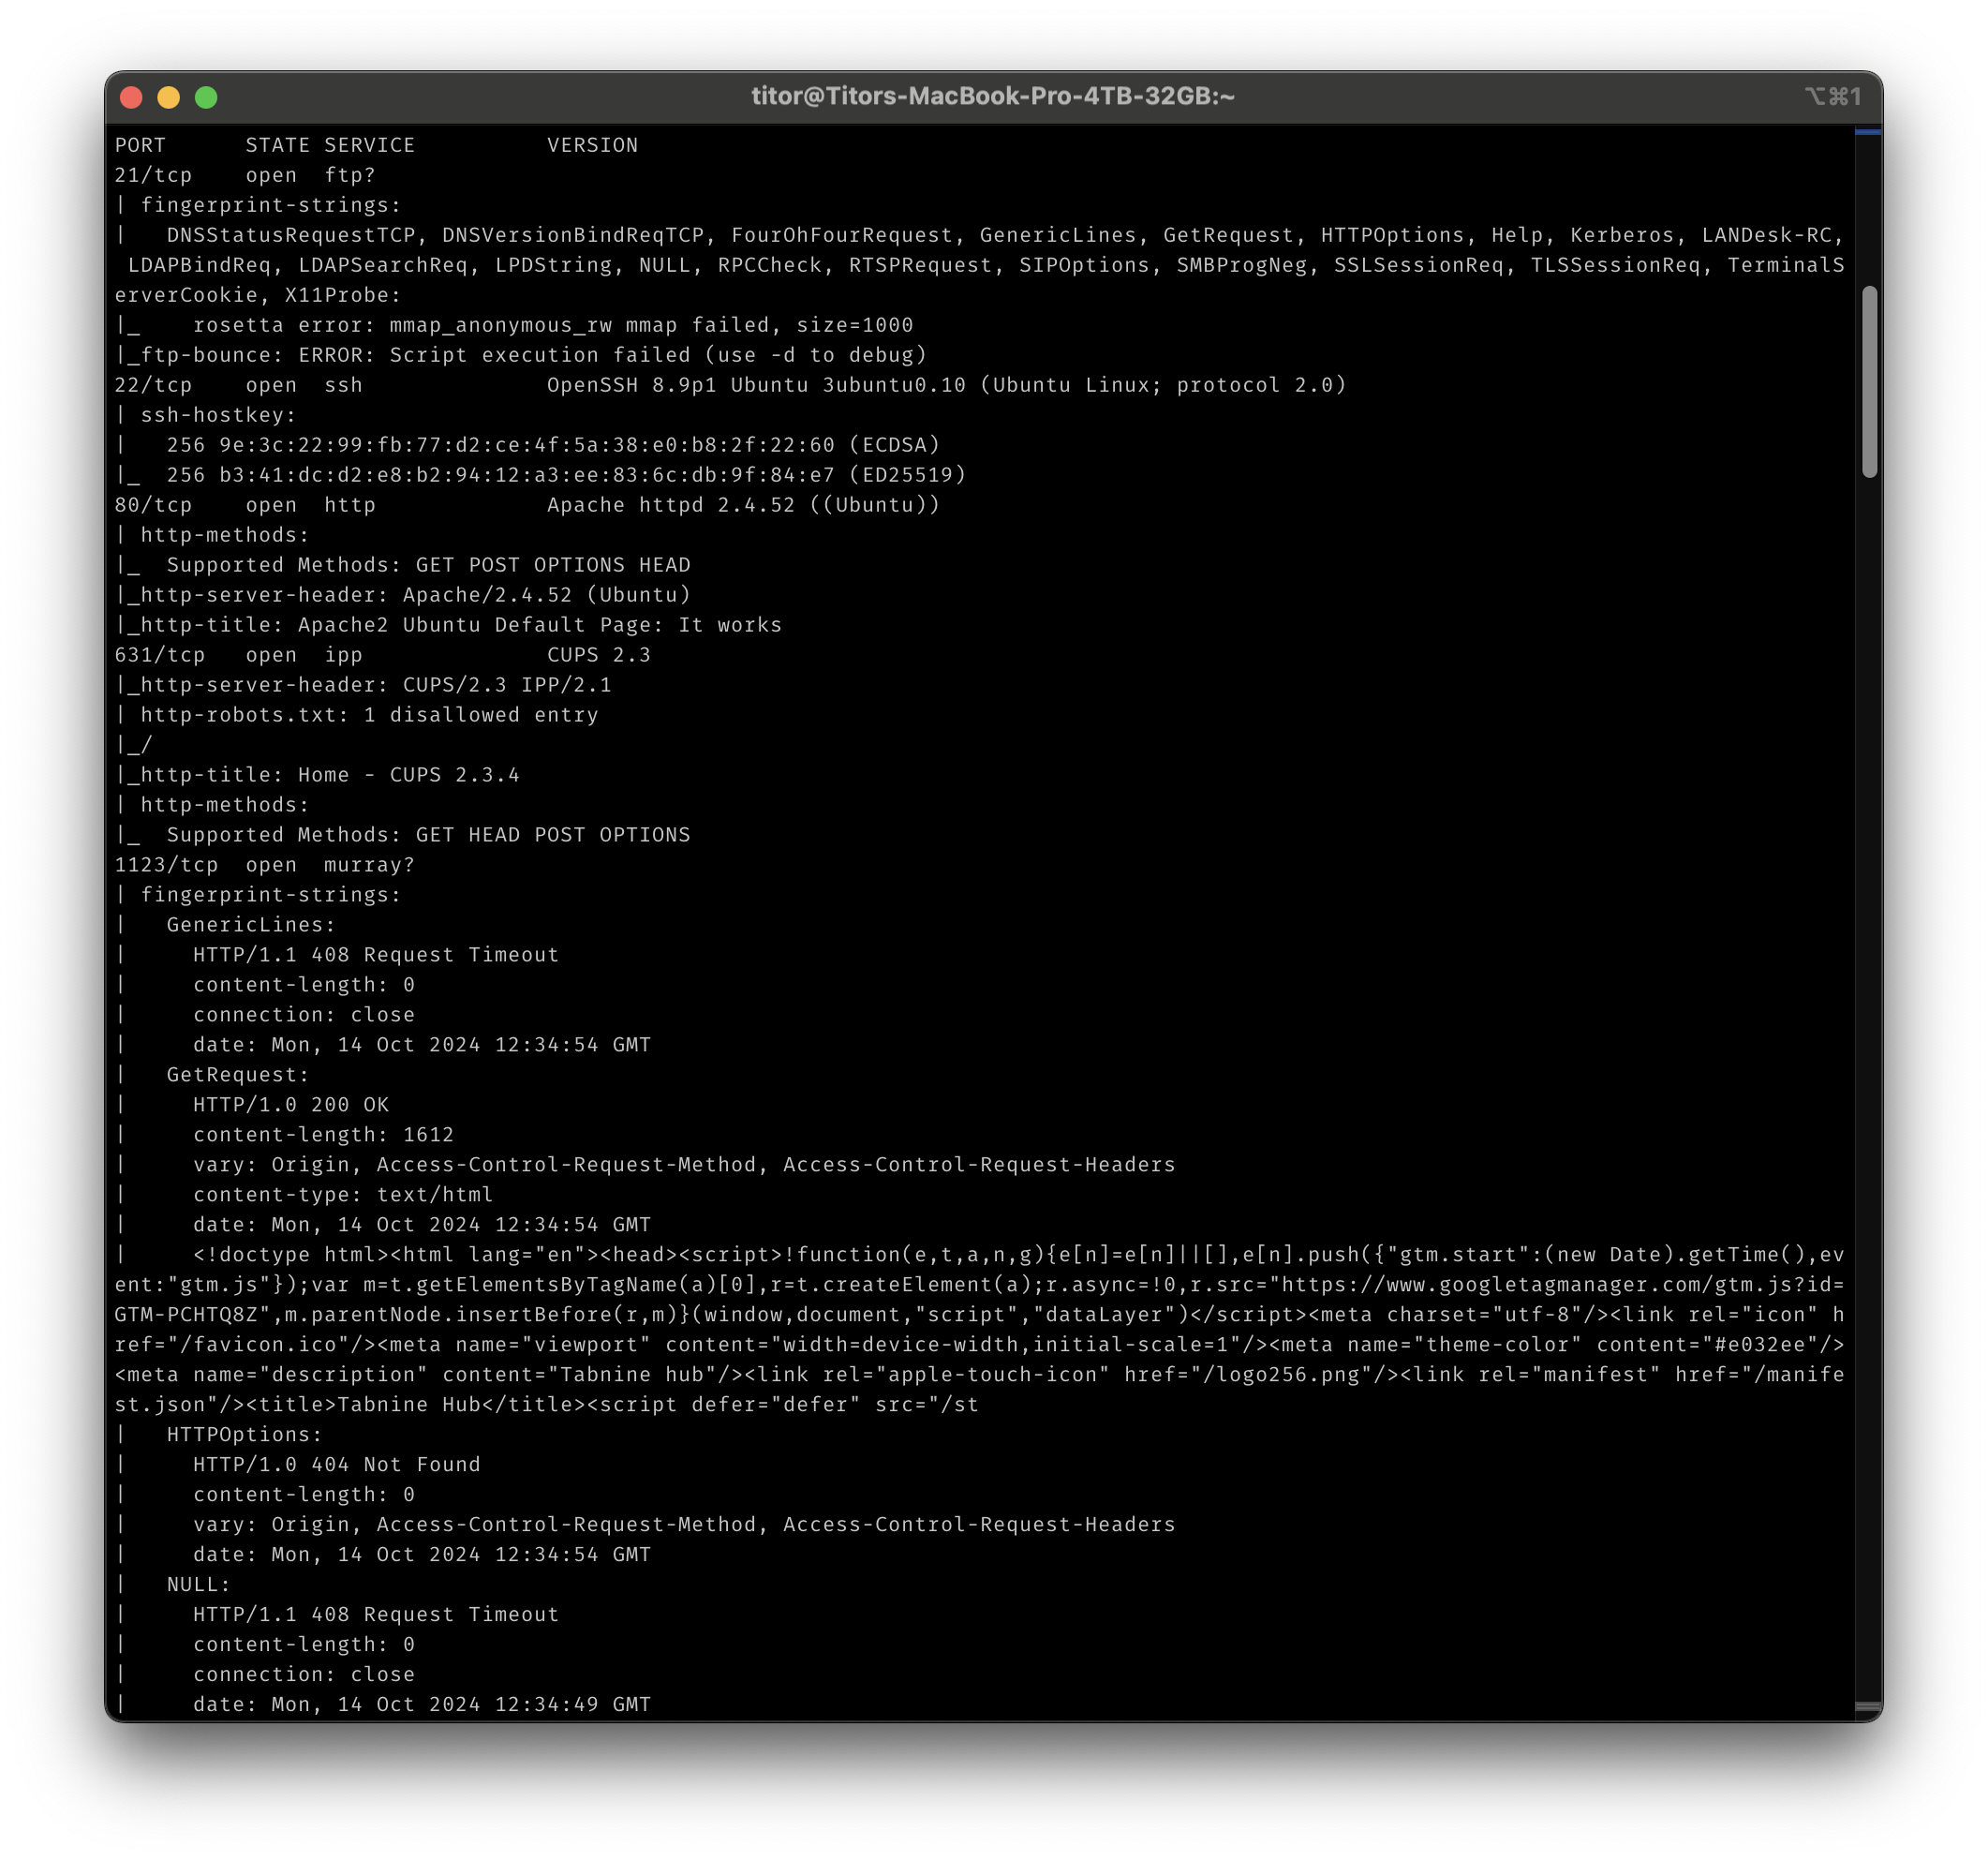 titor@Titors-MacBook-Pro-4TB-32GB:~ ⌥⌘1
PORT      STATE SERVICE          VERSION
21/tcp    open  ftp?
| fingerprint-strings:
|   DNSStatusRequestTCP, DNSVersionBindReqTCP, FourOhFourRequest, GenericLines, GetRequest, HTTPOptions, Help, Kerberos, LANDesk-RC,
 LDAPBindReq, LDAPSearchReq, LPDString, NULL, RPCCheck, RTSPRequest, SIPOptions, SMBProgNeg, SSLSessionReq, TLSSessionReq, TerminalS
erverCookie, X11Probe:
|_    rosetta error: mmap_anonymous_rw mmap failed, size=1000
|_ftp-bounce: ERROR: Script execution failed (use -d to debug)
22/tcp    open  ssh              OpenSSH 8.9p1 Ubuntu 3ubuntu0.10 (Ubuntu Linux; protocol 2.0)
| ssh-hostkey:
|   256 9e:3c:22:99:fb:77:d2:ce:4f:5a:38:e0:b8:2f:22:60 (ECDSA)
|_  256 b3:41:dc:d2:e8:b2:94:12:a3:ee:83:6c:db:9f:84:e7 (ED25519)
80/tcp    open  http             Apache httpd 2.4.52 ((Ubuntu))
| http-methods:
|_  Supported Methods: GET POST OPTIONS HEAD
|_http-server-header: Apache/2.4.52 (Ubuntu)
|_http-title: Apache2 Ubuntu Default Page: It works
631/tcp   open  ipp              CUPS 2.3
|_http-server-header: CUPS/2.3 IPP/2.1
| http-robots.txt: 1 disallowed entry
|_/
|_http-title: Home - CUPS 2.3.4
| http-methods:
|_  Supported Methods: GET HEAD POST OPTIONS
1123/tcp  open  murray?
| fingerprint-strings:
|   GenericLines:
|     HTTP/1.1 408 Request Timeout
|     content-length: 0
|     connection: close
|     date: Mon, 14 Oct 2024 12:34:54 GMT
|   GetRequest:
|     HTTP/1.0 200 OK
|     content-length: 1612
|     vary: Origin, Access-Control-Request-Method, Access-Control-Request-Headers
|     content-type: text/html
|     date: Mon, 14 Oct 2024 12:34:54 GMT
|     <!doctype html><html lang="en"><head><script>!function(e,t,a,n,g){e[n]=e[n]||[],e[n].push({"gtm.start":(new Date).getTime(),ev
ent:"gtm.js"});var m=t.getElementsByTagName(a)[0],r=t.createElement(a);r.async=!0,r.src="https://www.googletagmanager.com/gtm.js?id=
GTM-PCHTQ8Z",m.parentNode.insertBefore(r,m)}(window,document,"script","dataLayer")</script><meta charset="utf-8"/><link rel="icon" h
ref="/favicon.ico"/><meta name="viewport" content="width=device-width,initial-scale=1"/><meta name="theme-color" content="#e032ee"/>
<meta name="description" content="Tabnine hub"/><link rel="apple-touch-icon" href="/logo256.png"/><link rel="manifest" href="/manife
st.json"/><title>Tabnine Hub</title><script defer="defer" src="/st
|   HTTPOptions:
|     HTTP/1.0 404 Not Found
|     content-length: 0
|     vary: Origin, Access-Control-Request-Method, Access-Control-Request-Headers
|     date: Mon, 14 Oct 2024 12:34:54 GMT
|   NULL:
|     HTTP/1.1 408 Request Timeout
|     content-length: 0
|     connection: close
|     date: Mon, 14 Oct 2024 12:34:49 GMT